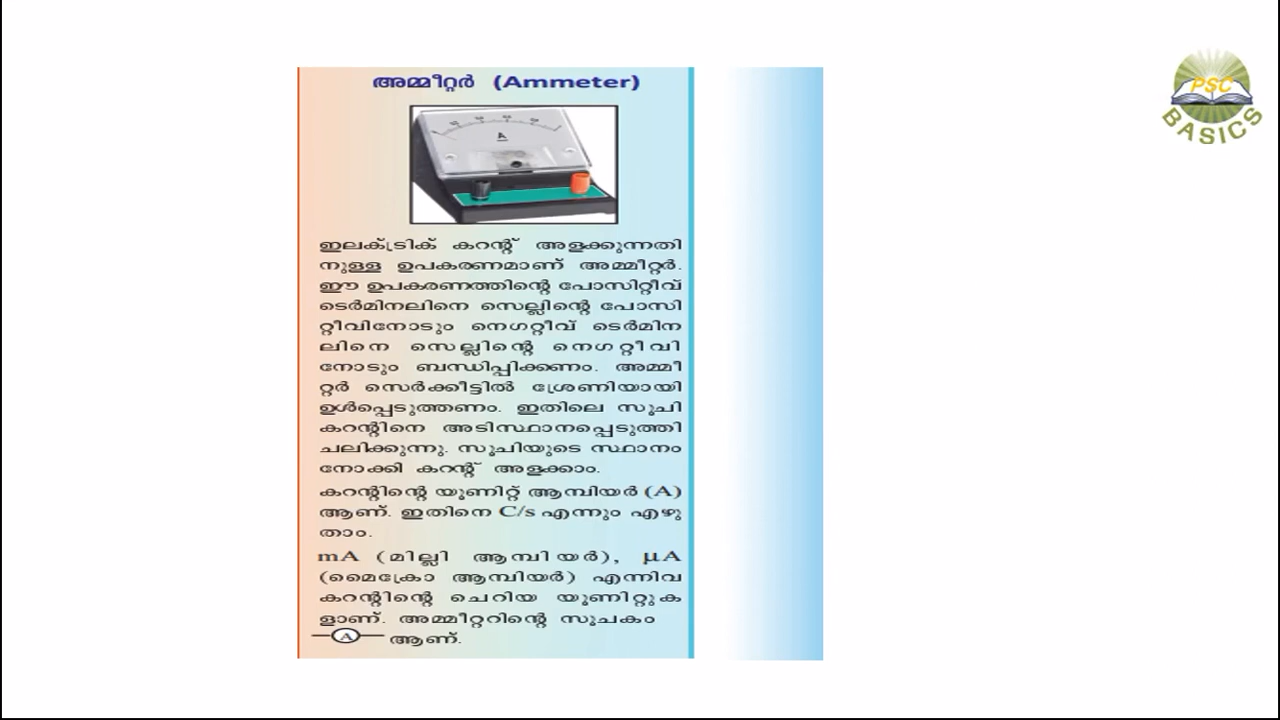 അമ്മീറ്റർ (Ammeter)
A
ഇലക്ട്രിക് കറന്റ് അളക്കുന്നതി
നുള്ള ഉപകരണമാണ് അമ്മീറ്റർ.
ഈ ഉപകരണത്തിന്റെ പോസിറ്റീവ്
ടെർമിനലിനെ സെല്ലിന്റെ പോസി
റ്റീവിനോടും നെഗറ്റീവ് ടെർമിന
ലിനെ സെല്ലിന്റെ നെഗറ്റീവി
നോടും ബന്ധിപ്പിക്കണം. അമ്മീ
റ്റർ സെർക്കീട്ടിൽ ശ്രേണിയായി
ഉൾപ്പെടുത്തണം. ഇതിലെ സൂചി
കറന്റിനെ അടിസ്ഥാനപ്പെടുത്തി
ചലിക്കുന്നു. സൂചിയുടെ സ്ഥാനം
നോക്കി കറന്റ് അളക്കാം.
കറന്റിന്റെ യൂണിറ്റ് ആമ്പിയർ (A)
ആണ്. ഇതിനെ C/s എന്നും എഴു
താം.
mA (മില്ലി ആമ്പിയർ), μA
(മൈക്രോ ആമ്പിയർ) എന്നിവ
കറന്റിന്റെ ചെറിയ യൂണിറ്റുക
ളാണ്. അമ്മീറ്ററിന്റെ സൂചകം
A ആണ്.
PSC
BASICS